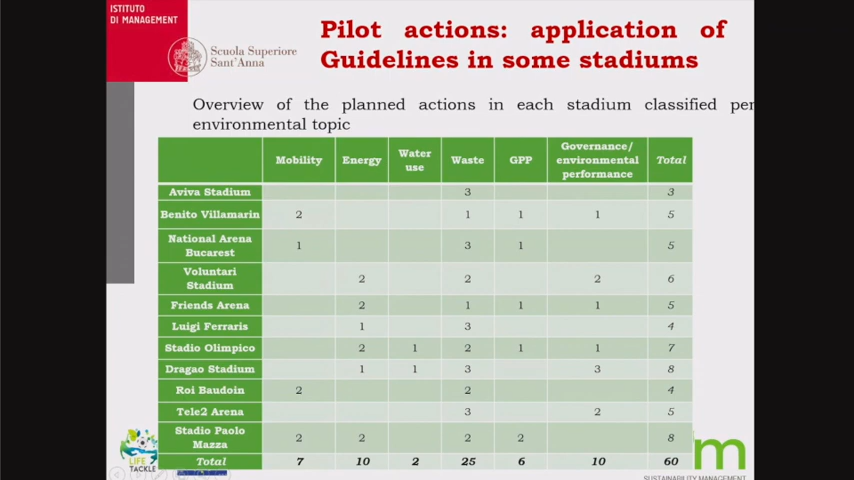 ISTITUTO
DI MANAGEMENT
Scuola Superiore
Sant'Anna
Pilot actions: application of
Guidelines in some stadiums
Overview of the planned actions in each stadium classified per
environmental topic
Mobility Energy Water use Waste GPP Governance/ environmental performance Total
Aviva Stadium 3 3
Benito Villamarin 2 1 1 1 5
National Arena Bucarest 1 3 1 5
Voluntari Stadium 2 2 2 6
Friends Arena 2 1 1 1 5
Luigi Ferraris 1 3 4
Stadio Olimpico 2 1 2 1 1 7
Dragao Stadium 1 1 3 3 8
Roi Baudoin 2 2 4
Tele2 Arena 3 2 5
Stadio Paolo Mazza 2 2 2 2 8
Total 7 10 2 25 6 10 60
LIFE
TACKLE
m
SUSTAINABILITY MANAGEMENT